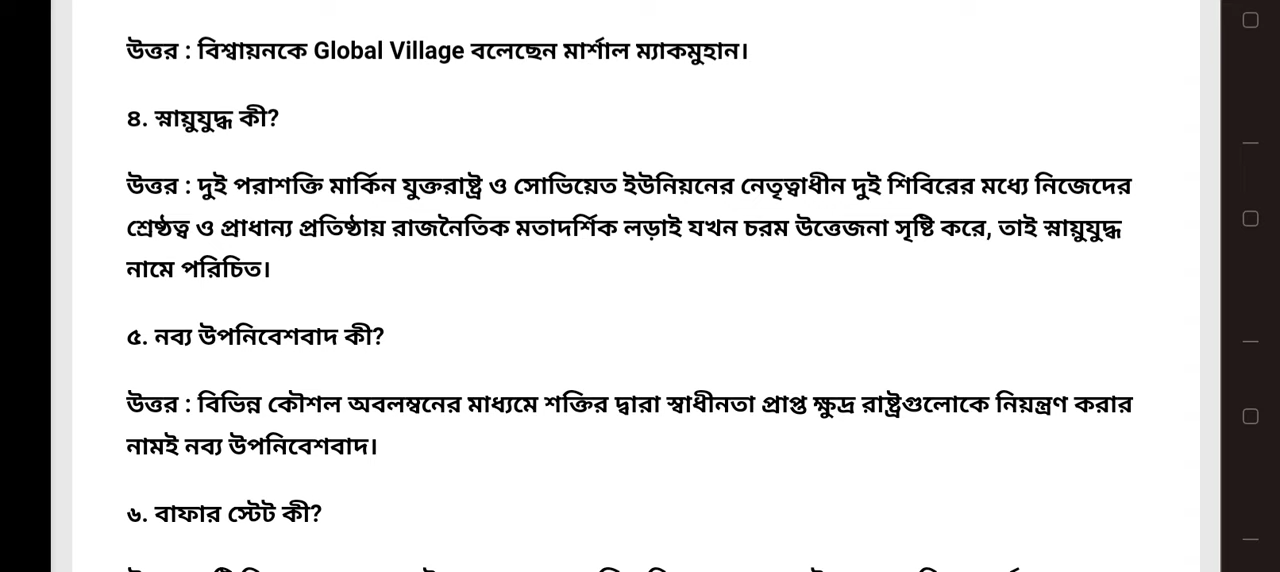 উত্তর : বিশ্বায়নকে Global Village বলেছেন মার্শাল ম্যাকমুহান।
৪. স্নায়ুযুদ্ধ কী?
উত্তর : দুই পরাশক্তি মার্কিন যুক্তরাষ্ট্র ও সোভিয়েত ইউনিয়নের নেতৃত্বাধীন দুই শিবিরের মধ্যে নিজেদের
শ্রেষ্ঠত্ব ও প্রাধান্য প্রতিষ্ঠায় রাজনৈতিক মতাদর্শিক লড়াই যখন চরম উত্তেজনা সৃষ্টি করে, তাই স্নায়ুযুদ্ধ
নামে পরিচিত।
৫. নব্য উপনিবেশবাদ কী?
উত্তর : বিভিন্ন কৌশল অবলম্বনের মাধ্যমে শক্তির দ্বারা স্বাধীনতা প্রাপ্ত ক্ষুদ্র রাষ্ট্রগুলোকে নিয়ন্ত্রণ করার
নামই নব্য উপনিবেশবাদ।
৬. বাফার স্টেট কী?